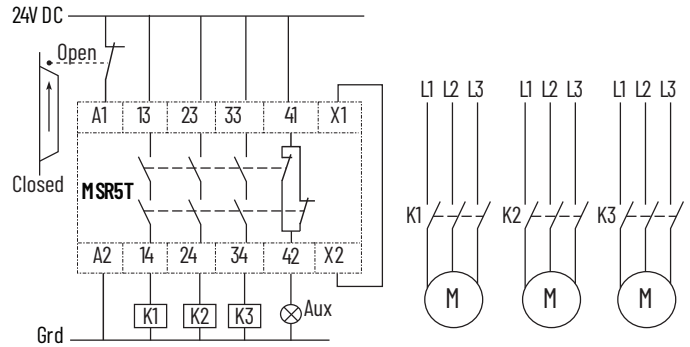 24V DC
Open
L1 L2 L3 L1 L2 L3 L1 L2 L3
A1 13 23 33 41 X1
Closed
MSR5T
K1 K2 K3
A2 14 24 34 42 X2
K1 K2 K3 Aux
M M M
Grd